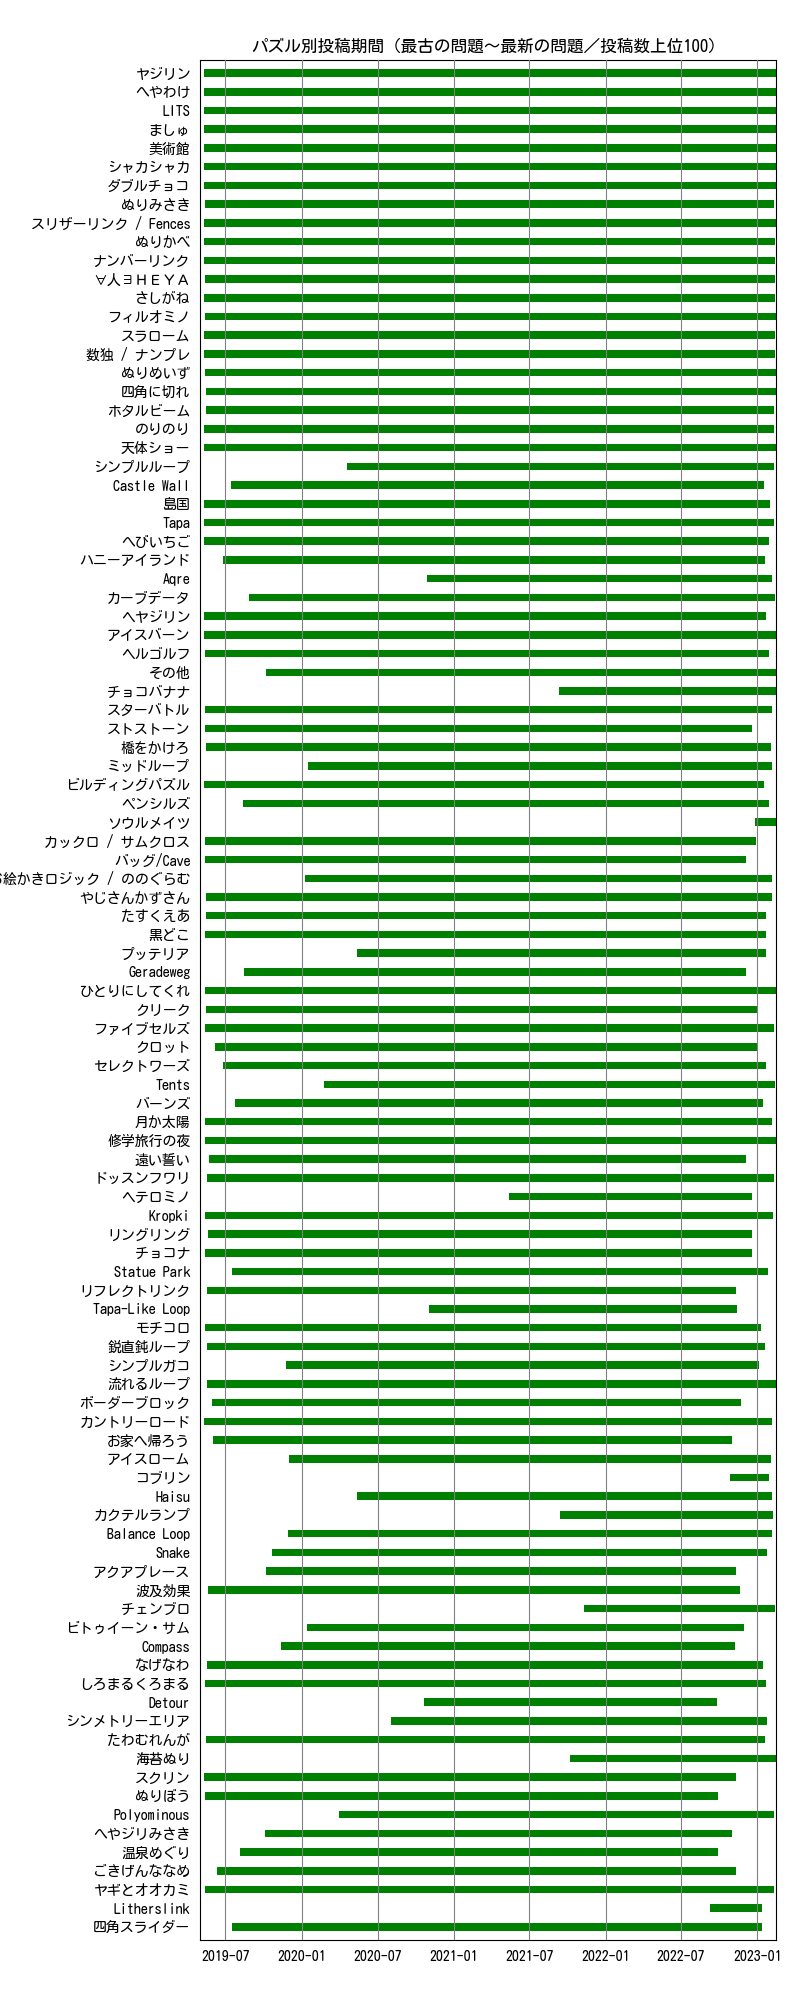 パズル別投稿期間（最古の問題～最新の問題／投稿数上位100）
ヤジリン
へやわけ
LITS
ましゅ
美術館
シャカシャカ
ダブルチョコ
ぬりみさき
スリザーリンク / Fences
ぬりかべ
ナンバーリンク
∀人∃ＨＥＹＡ
さしがね
フィルオミノ
スラローム
数独 / ナンプレ
ぬりめいず
四角に切れ
ホタルビーム
のりのり
天体ショー
シンプルループ
Castle Wall
島国
Tapa
へびいちご
ハニーアイランド
Aqre
カーブデータ
ヘヤジリン
アイスバーン
ヘルゴルフ
その他
チョコバナナ
スターバトル
ストストーン
橋をかけろ
ミッドループ
ビルディングパズル
ペンシルズ
ソウルメイツ
カックロ / サムクロス
バッグ/Cave
絵かきロジック / ののぐらむ
やじさんかずさん
たすくえあ
黒どこ
プッテリア
Geradeweg
ひとりにしてくれ
クリーク
ファイブセルズ
クロット
セレクトワーズ
Tents
バーンズ
月か太陽
修学旅行の夜
遠い誓い
ドッスンフワリ
ヘテロミノ
Kropki
リングリング
チョコナ
Statue Park
リフレクトリンク
Tapa-Like Loop
モチコロ
鋭直鈍ループ
シンプルガコ
流れるループ
ボーダーブロック
カントリーロード
お家へ帰ろう
アイスローム
コブリン
Haisu
カクテルランプ
Balance Loop
Snake
アクアプレース
波及効果
チェンブロ
ビトゥイーン・サム
Compass
なげなわ
しろまるくろまる
Detour
シンメトリーエリア
たわむれんが
海苔ぬり
スクリン
ぬりぼう
Polyominous
へやジリみさき
温泉めぐり
ごきげんななめ
ヤギとオオカミ
Litherslink
四角スライダー
2019-07 2020-01 2020-07 2021-01 2021-07 2022-01 2022-07 2023-01